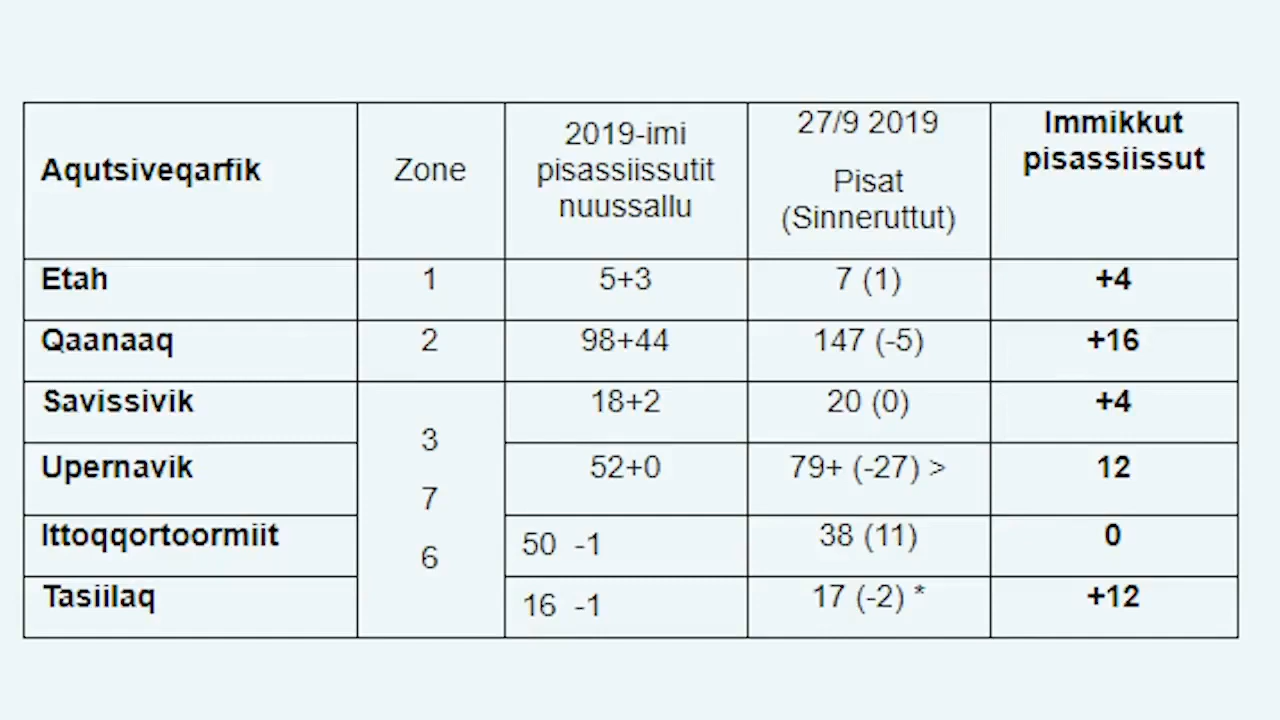 Aqutsiveqarfik
Zone
2019-imi
pisassiissutit
nuussallu
27/9 2019
Pisat
(Sinneruttut)
Immikkut
pisassiissut
Etah
1
5+3
7 (1)
+4
Qaanaaq
2
98+44
147 (-5)
+16
Savissivik
3
18+2
20 (0)
+4
Upernavik
7
52+0
79+ (-27) >
12
Ittoqqortoormiit
6
50 -1
38 (11)
0
Tasiilaq
16 -1
17 (-2) *
+12